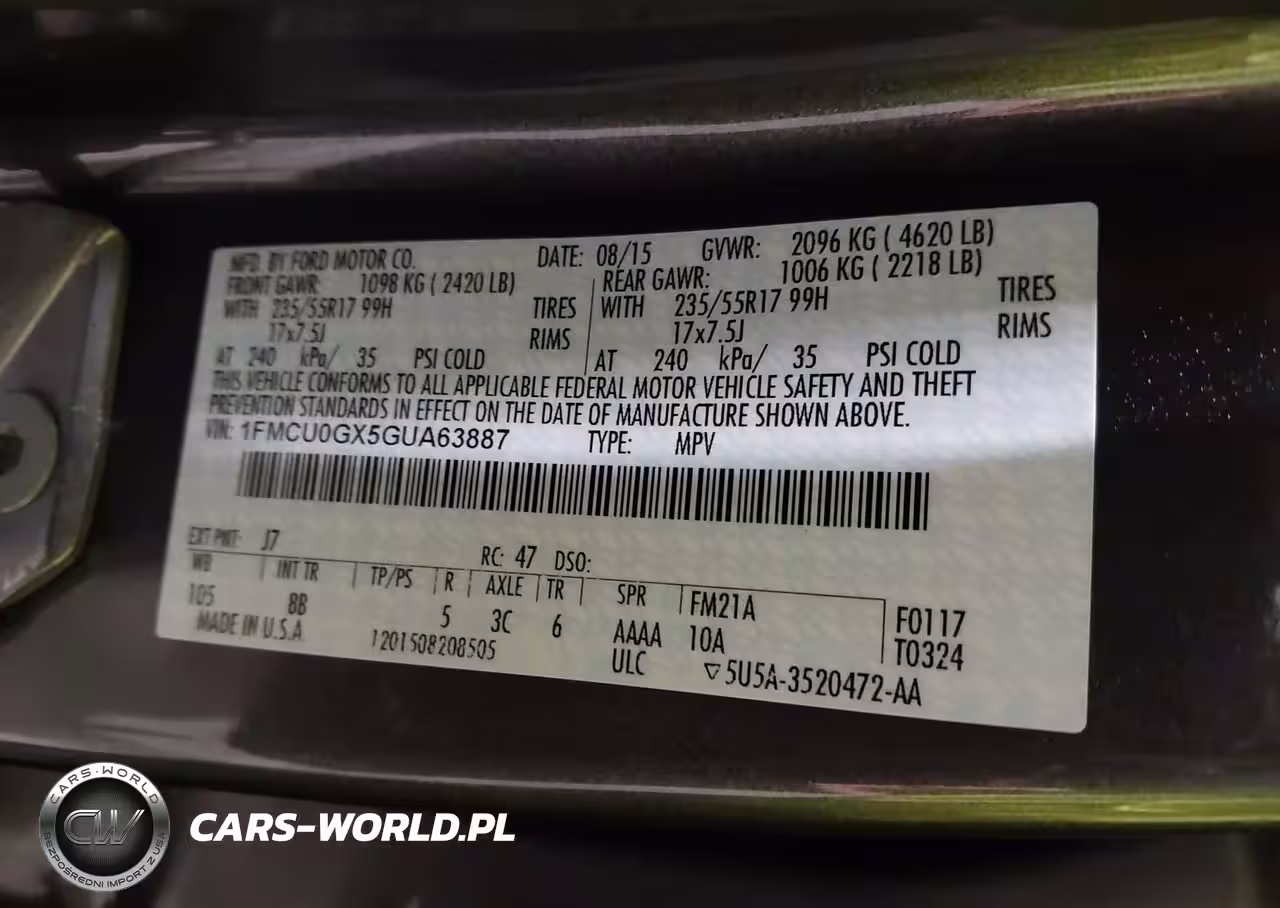 MFD. BY FORD MOTOR CO. DATE: 08/15 GVWR: 2096 KG ( 4620 LB)
FRONT GAWR: 1098 KG ( 2420 LB) REAR GAWR: 1006 KG ( 2218 LB)
WITH 235/55R17 99H TIRES WITH 235/55R17 99H TIRES
17x7.5J RIMS 17x7.5J RIMS
AT 240 kPa/ 35 PSI COLD AT 240 kPa/ 35 PSI COLD
THIS VEHICLE CONFORMS TO ALL APPLICABLE FEDERAL MOTOR VEHICLE SAFETY AND THEFT
PREVENTION STANDARDS IN EFFECT ON THE DATE OF MANUFACTURE SHOWN ABOVE.
VIN: 1FMCU0GX5GUA63887 TYPE: MPV
EXT PNT: J7 RC: 47 DSO:
WB INT TR TP/PS R AXLE TR SPR FM21A F0117
105 8B 5 3C 6 AAAA 10A T0324
MADE IN U.S.A. 1201508208505 ULC ▽5U5A-3520472-AA
CARS-WORLD
CW
BEZPOŚREDNI IMPORT Z USA
CARS-WORLD.PL